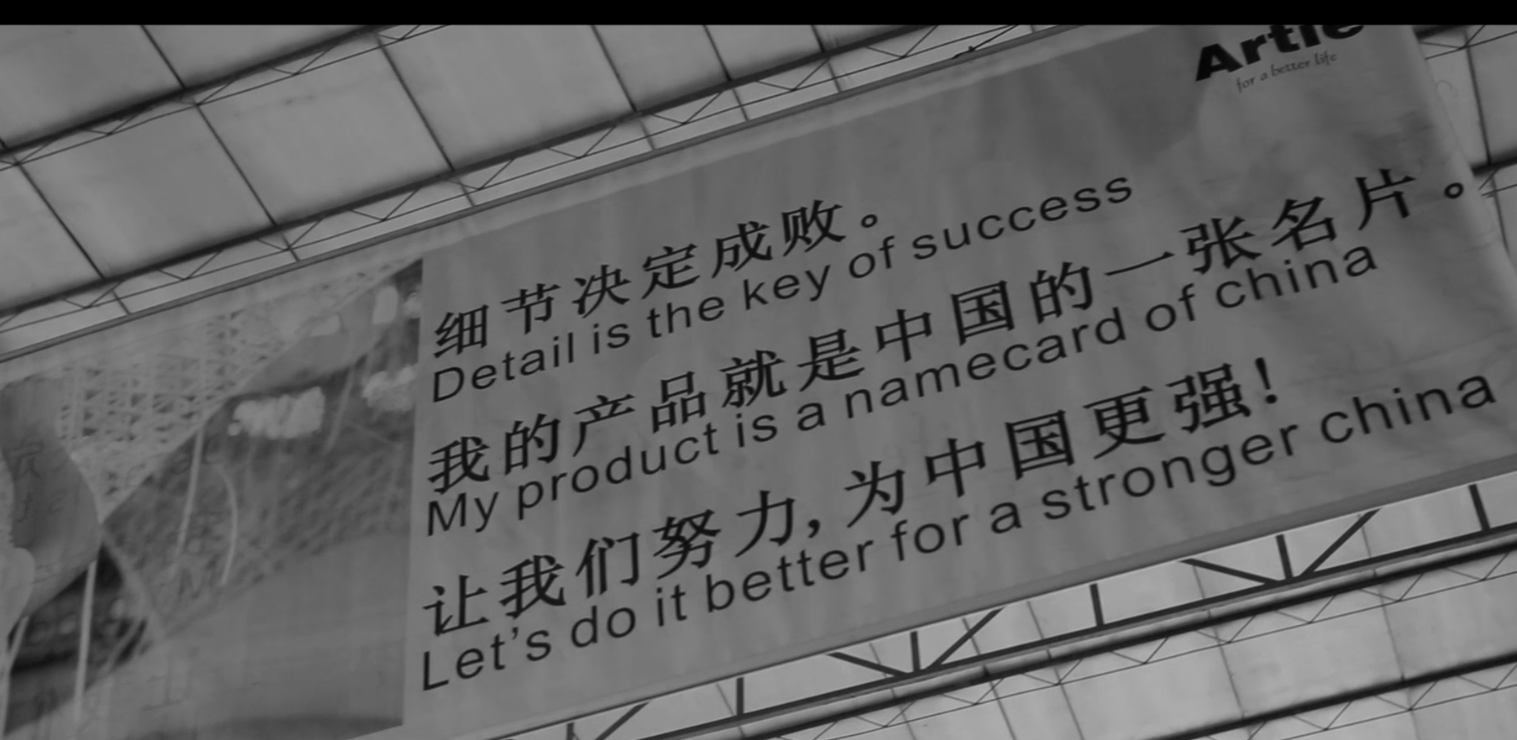 for a better life
细节决定成败。
Detail is the key of success
我的产品就是中国的一张名片。
My product is a namecard of china
让我们努力,为中国更强!
Let's do it better for a stronger china